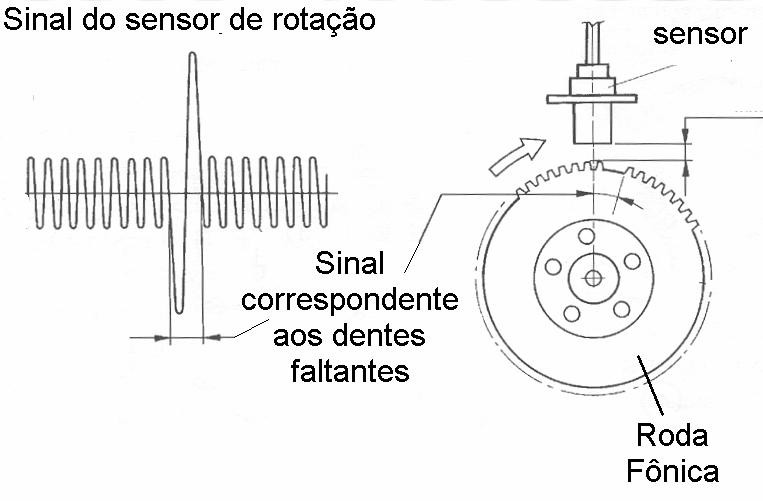 Sinal do sensor de rotação
sensor
Sinal
correspondente
aos dentes
faltantes
Roda
Fônica